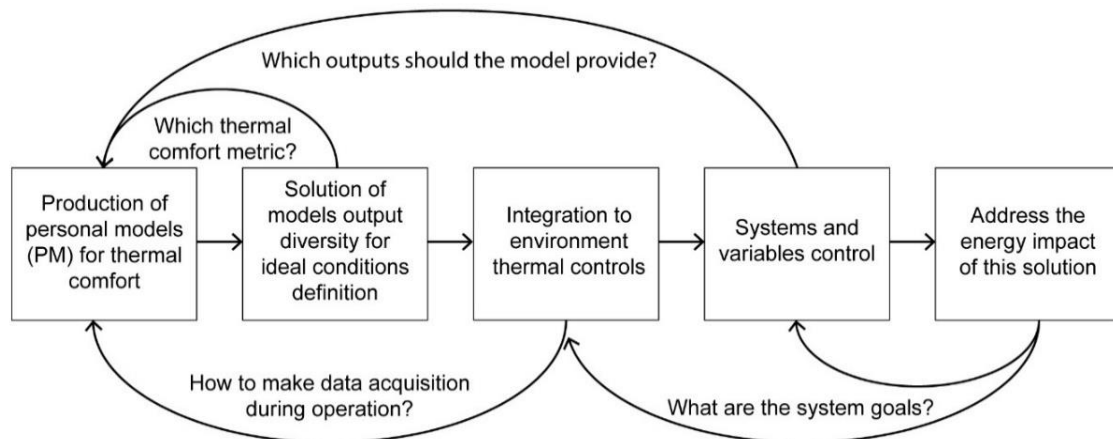 Which outputs should the model provide?
Which thermal
comfort metric?
Production of
personal models
(PM) for thermal
comfort
Solution of
models output
diversity for
ideal conditions
definition
Integration to
environment
thermal controls
Systems and
variables control
Address the
energy impact
of this solution
How to make data acquisition
during operation?
What are the system goals?